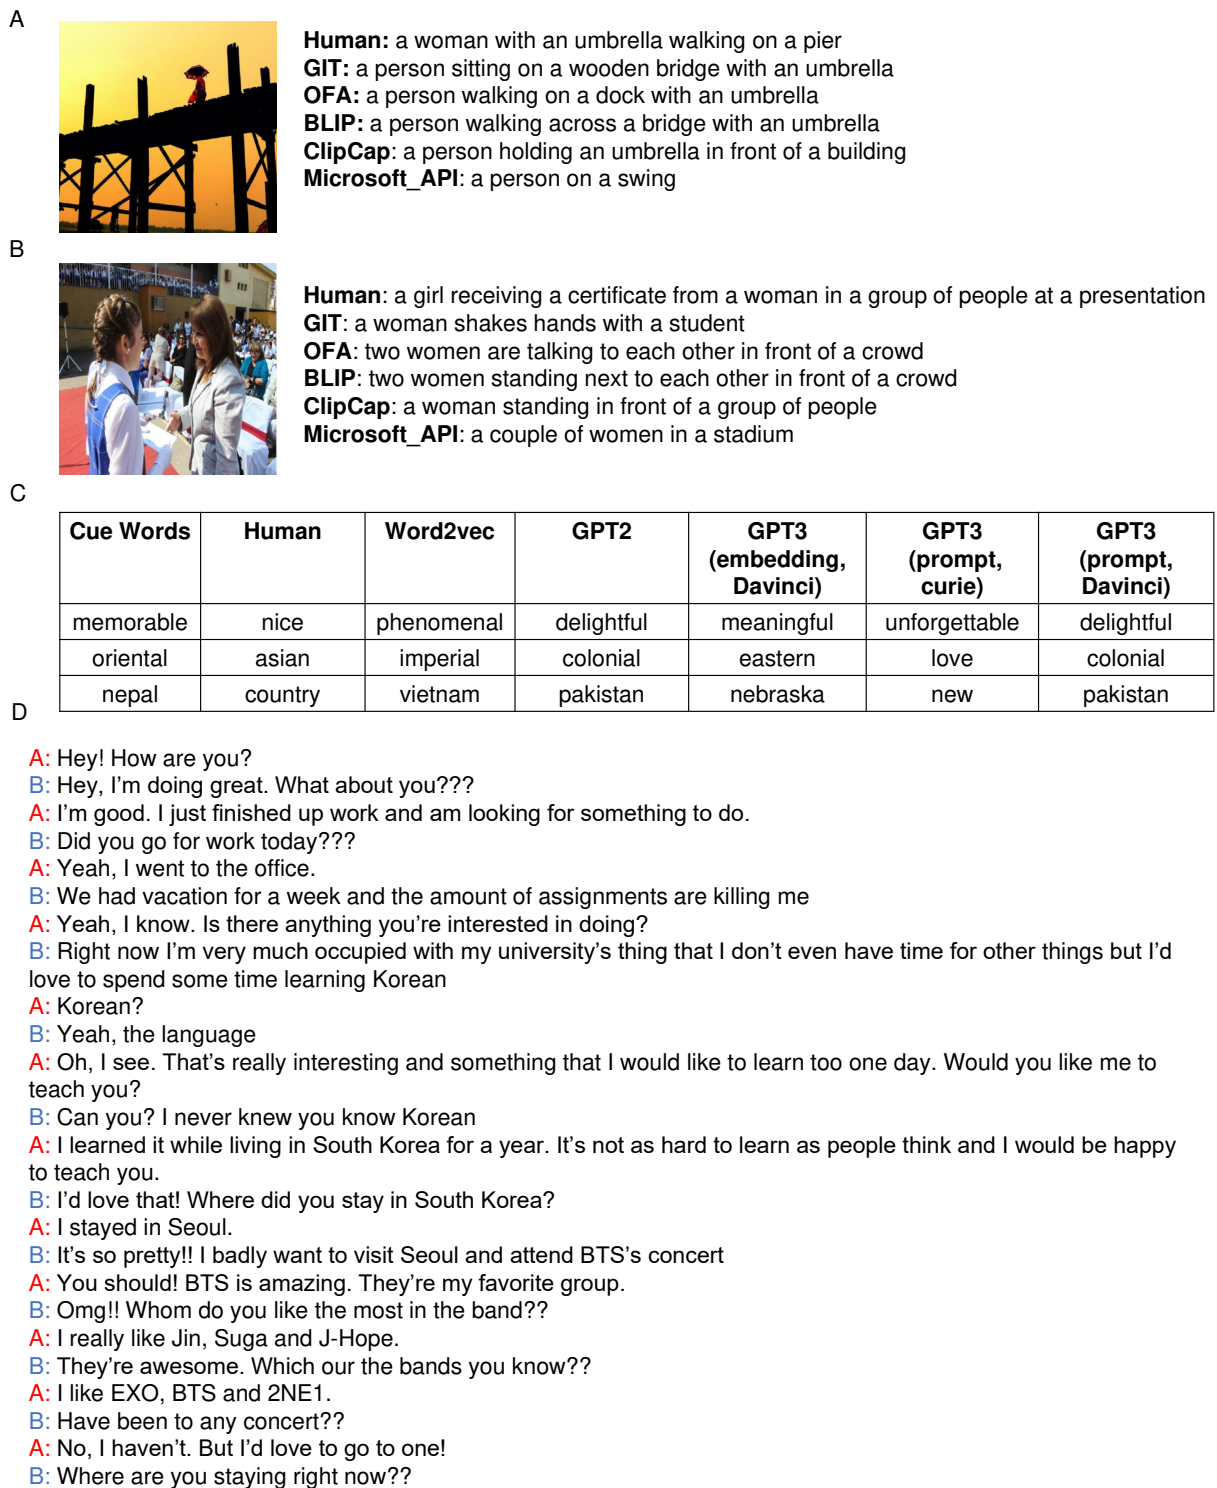 A
Human: a woman with an umbrella walking on a pier
GIT: a person sitting on a wooden bridge with an umbrella
OFA: a person walking on a dock with an umbrella
BLIP: a person walking across a bridge with an umbrella
ClipCap: a person holding an umbrella in front of a building
Microsoft_API: a person on a swing
B
Human: a girl receiving a certificate from a woman in a group of people at a presentation
GIT: a woman shakes hands with a student
OFA: two women are talking to each other in front of a crowd
BLIP: two women standing next to each other in front of a crowd
ClipCap: a woman standing in front of a group of people
Microsoft_API: a couple of women in a stadium
C
Cue Words Human Word2vec GPT2 GPT3 (embedding, Davinci) GPT3 (prompt, curie) GPT3 (prompt, Davinci)
memorable nice phenomenal delightful meaningful unforgettable delightful
oriental asian imperial colonial eastern love colonial
nepal country vietnam pakistan nebraska new pakistan
D
A: Hey! How are you?
B: Hey, I'm doing great. What about you???
A: I'm good. I just finished up work and am looking for something to do.
B: Did you go for work today???
A: Yeah, I went to the office.
B: We had vacation for a week and the amount of assignments are killing me
A: Yeah, I know. Is there anything you're interested in doing?
B: Right now I'm very much occupied with my university's thing that I don't even have time for other things but I'd
love to spend some time learning Korean
A: Korean?
B: Yeah, the language
A: Oh, I see. That's really interesting and something that I would like to learn too one day. Would you like me to
teach you?
B: Can you? I never knew you know Korean
A: I learned it while living in South Korea for a year. It's not as hard to learn as people think and I would be happy
to teach you.
B: I'd love that! Where did you stay in South Korea?
A: I stayed in Seoul.
B: It's so pretty!! I badly want to visit Seoul and attend BTS's concert
A: You should! BTS is amazing. They're my favorite group.
B: Omg!! Whom do you like the most in the band??
A: I really like Jin, Suga and J-Hope.
B: They're awesome. Which our the bands you know??
A: I like EXO, BTS and 2NE1.
B: Have been to any concert??
A: No, I haven't. But I'd love to go to one!
B: Where are you staying right now??